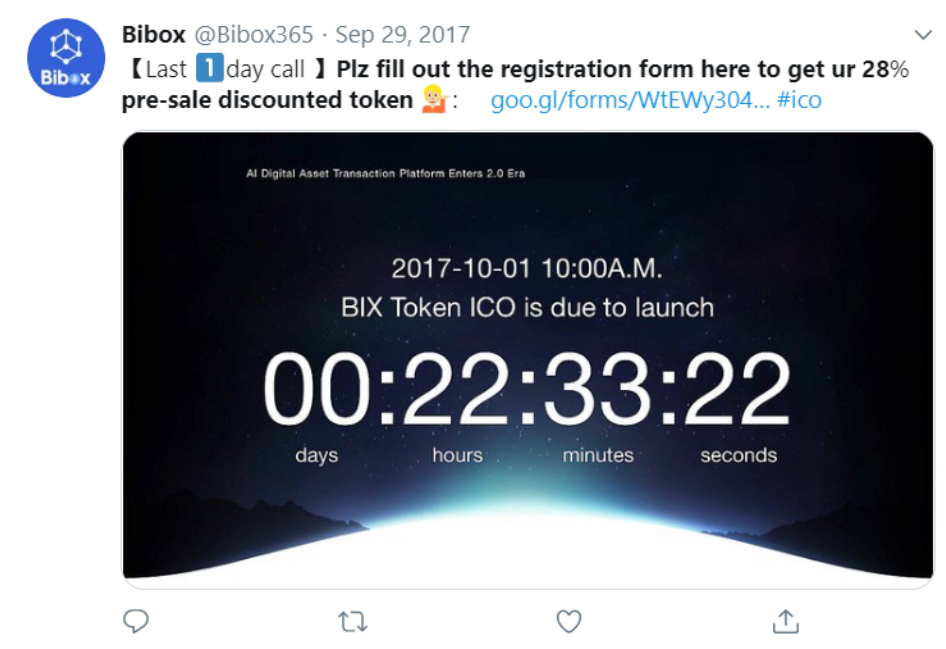 Bibox @Bibox365 · Sep 29, 2017
Bibox
【Last 1️⃣ day call 】Plz fill out the registration form here to get ur 28%
pre-sale discounted token 💁🏼: goo.gl/forms/WtEWy304... #ico
AI Digital Asset Transaction Platform Enters 2.0 Era
2017-10-01 10:00A.M.
BIX Token ICO is due to launch
00:22:33:22
days hours minutes seconds